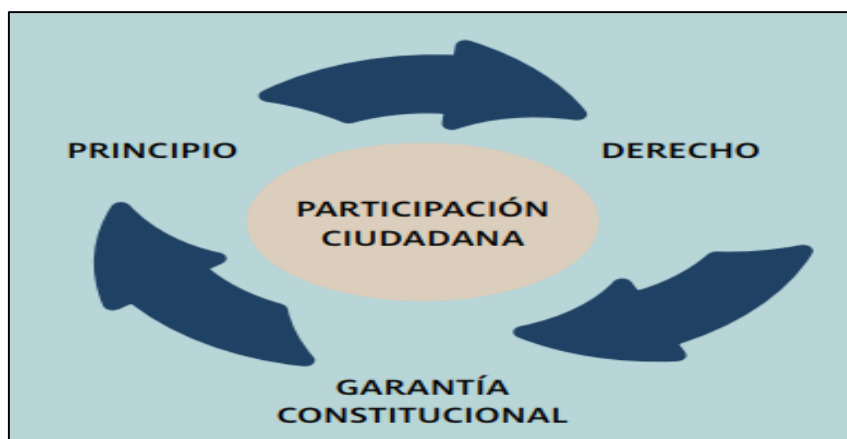 PRINCIPIO
DERECHO
PARTICIPACIÓN
CIUDADANA
GARANTÍA
CONSTITUCIONAL